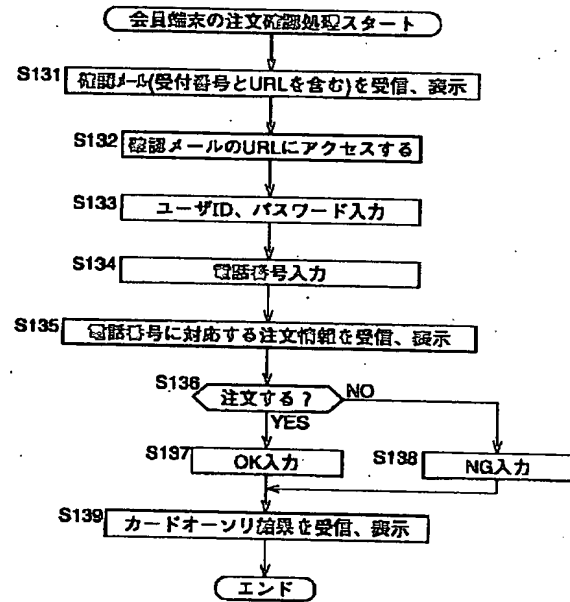 会員端末の注文確認処理スタート
S131
確認メール(受付番号とURLを含む)を受信、表示
S132
確認メールのURLにアクセスする
S133
ユーザID、パスワード入力
S134
電話番号入力
S135
電話番号に対応する注文情報を受信、表示
S136
注文する?
NO
YES
S137
OK入力
S138
NG入力
S139
カードオーソリ結果を受信、表示
エンド